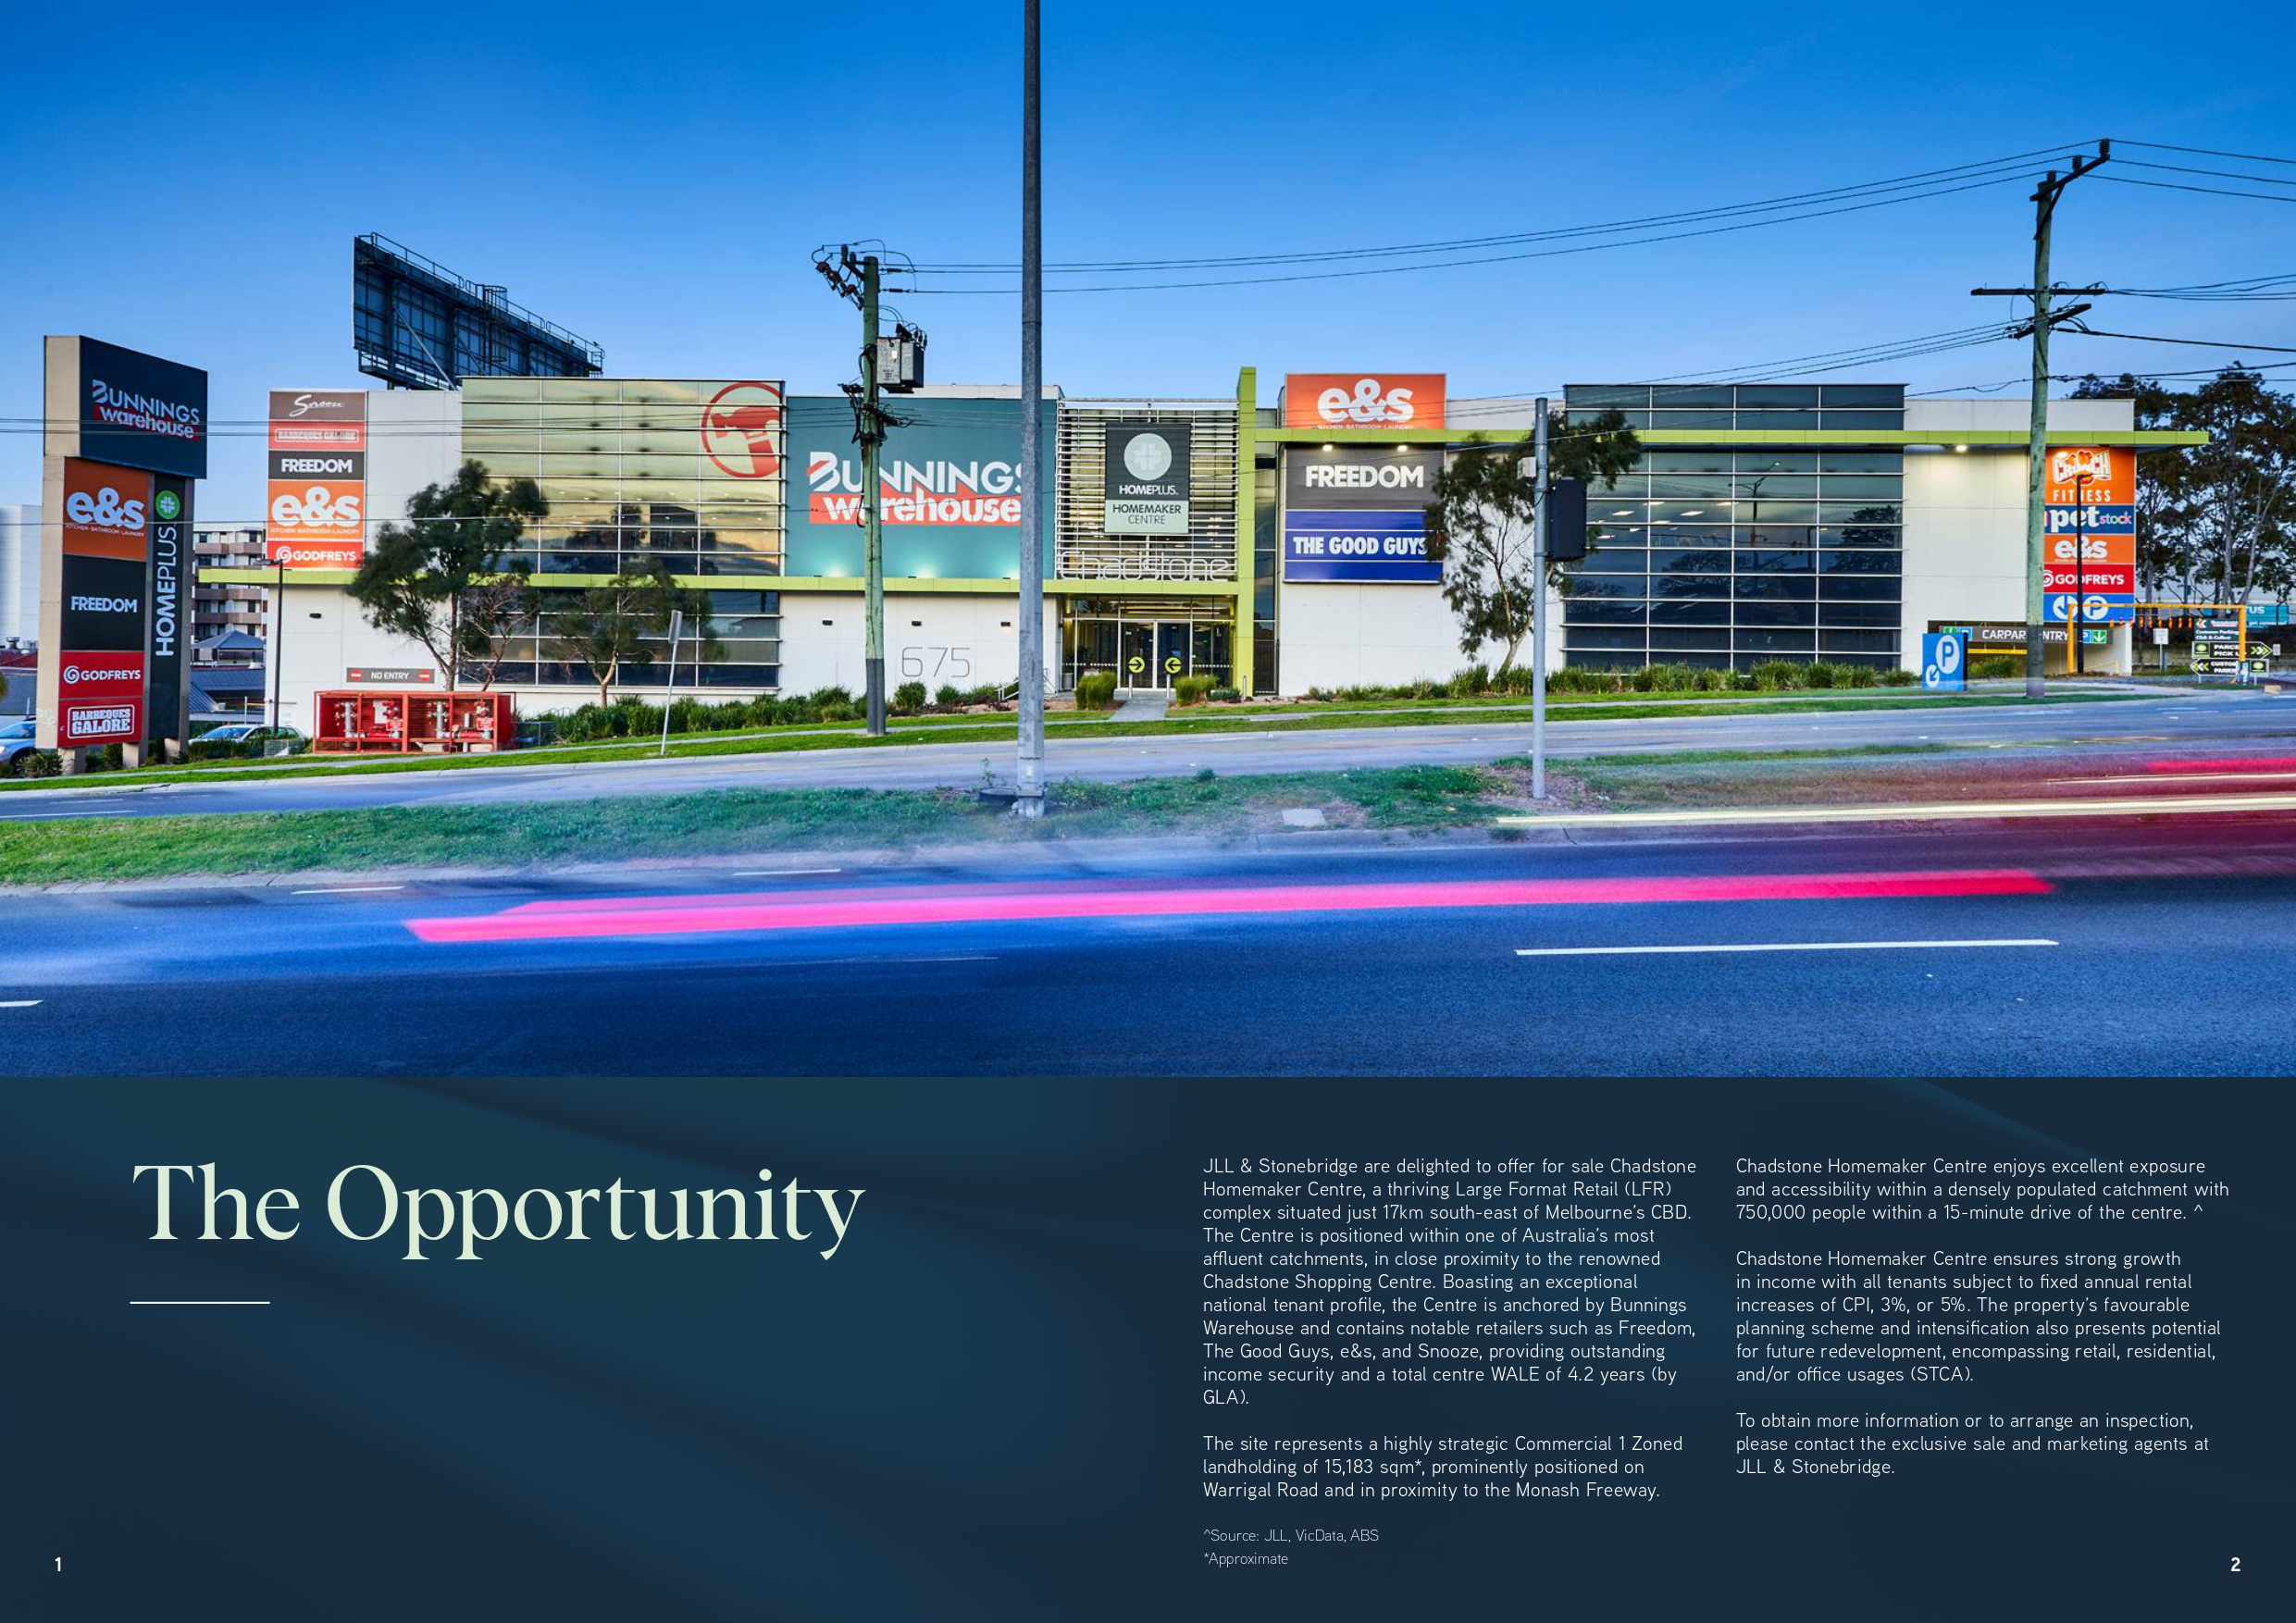 BUNNINGS
warehouse
e&s
KITCHEN·BATHROOM·LAUNDRY
HOMEPLUS
FREEDOM
GODFREYS
BARBEQUES
GALORE
Snooze
BARBEQUES GALORE
FREEDOM
e&s
KITCHEN·BATHROOM·LAUNDRY
GODFREYS
NO ENTRY
BUNNINGS
warehouse
675
HOMEPLUS.
HOMEMAKER
CENTRE
Chadstone
e&s
KITCHEN·BATHROOM·LAUNDRY
FREEDOM
THE GOOD GUYS
CRUNCH
FITNESS
petstock
e&s
GODFREYS
P
P
CARPARK ENTRY P
The Opportunity
JLL & Stonebridge are delighted to offer for sale Chadstone
Homemaker Centre, a thriving Large Format Retail (LFR)
complex situated just 17km south-east of Melbourne's CBD.
The Centre is positioned within one of Australia's most
affluent catchments, in close proximity to the renowned
Chadstone Shopping Centre. Boasting an exceptional
national tenant profile, the Centre is anchored by Bunnings
Warehouse and contains notable retailers such as Freedom,
The Good Guys, e&s, and Snooze, providing outstanding
income security and a total centre WALE of 4.2 years (by
GLA).
The site represents a highly strategic Commercial 1 Zoned
landholding of 15,183 sqm*, prominently positioned on
Warrigal Road and in proximity to the Monash Freeway.
^Source: JLL, VicData, ABS
*Approximate
Chadstone Homemaker Centre enjoys excellent exposure
and accessibility within a densely populated catchment with
750,000 people within a 15-minute drive of the centre. ^
Chadstone Homemaker Centre ensures strong growth
in income with all tenants subject to fixed annual rental
increases of CPI, 3%, or 5%. The property's favourable
planning scheme and intensification also presents potential
for future redevelopment, encompassing retail, residential,
and/or office usages (STCA).
To obtain more information or to arrange an inspection,
please contact the exclusive sale and marketing agents at
JLL & Stonebridge.
1
2